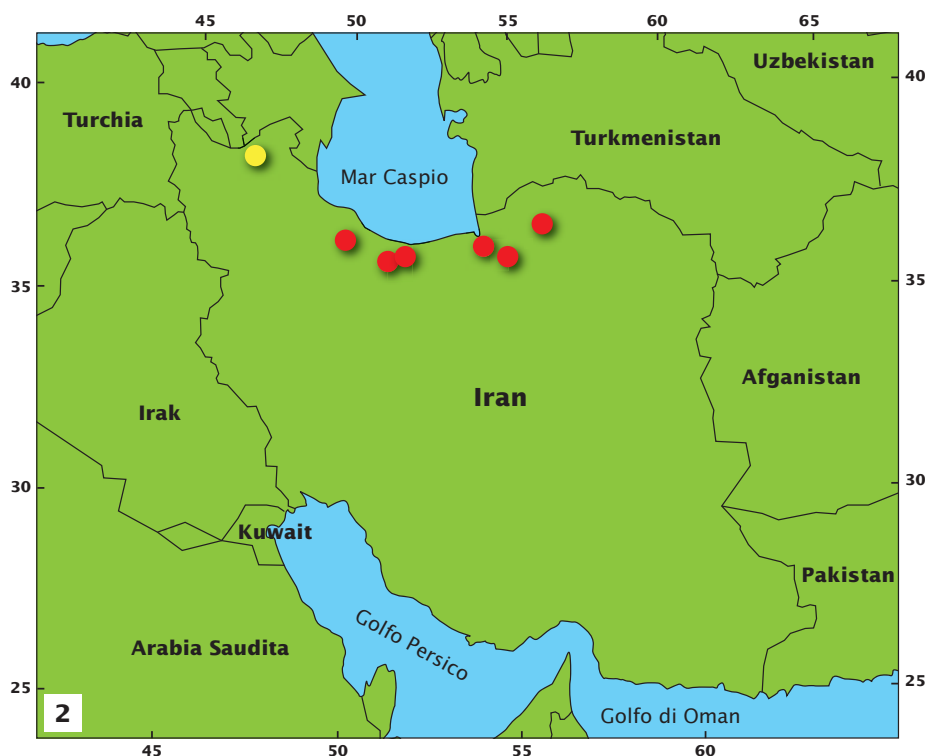 45 50 55 60 65
Uzbekistan
40 40
Turchia
Turkmenistan
Mar Caspio
35 35
Afganistan
Iran
Irak
30 30
Kuwait
Pakistan
Golfo Persico
Arabia Saudita
25 25
2
Golfo di Oman
45 50 55 60